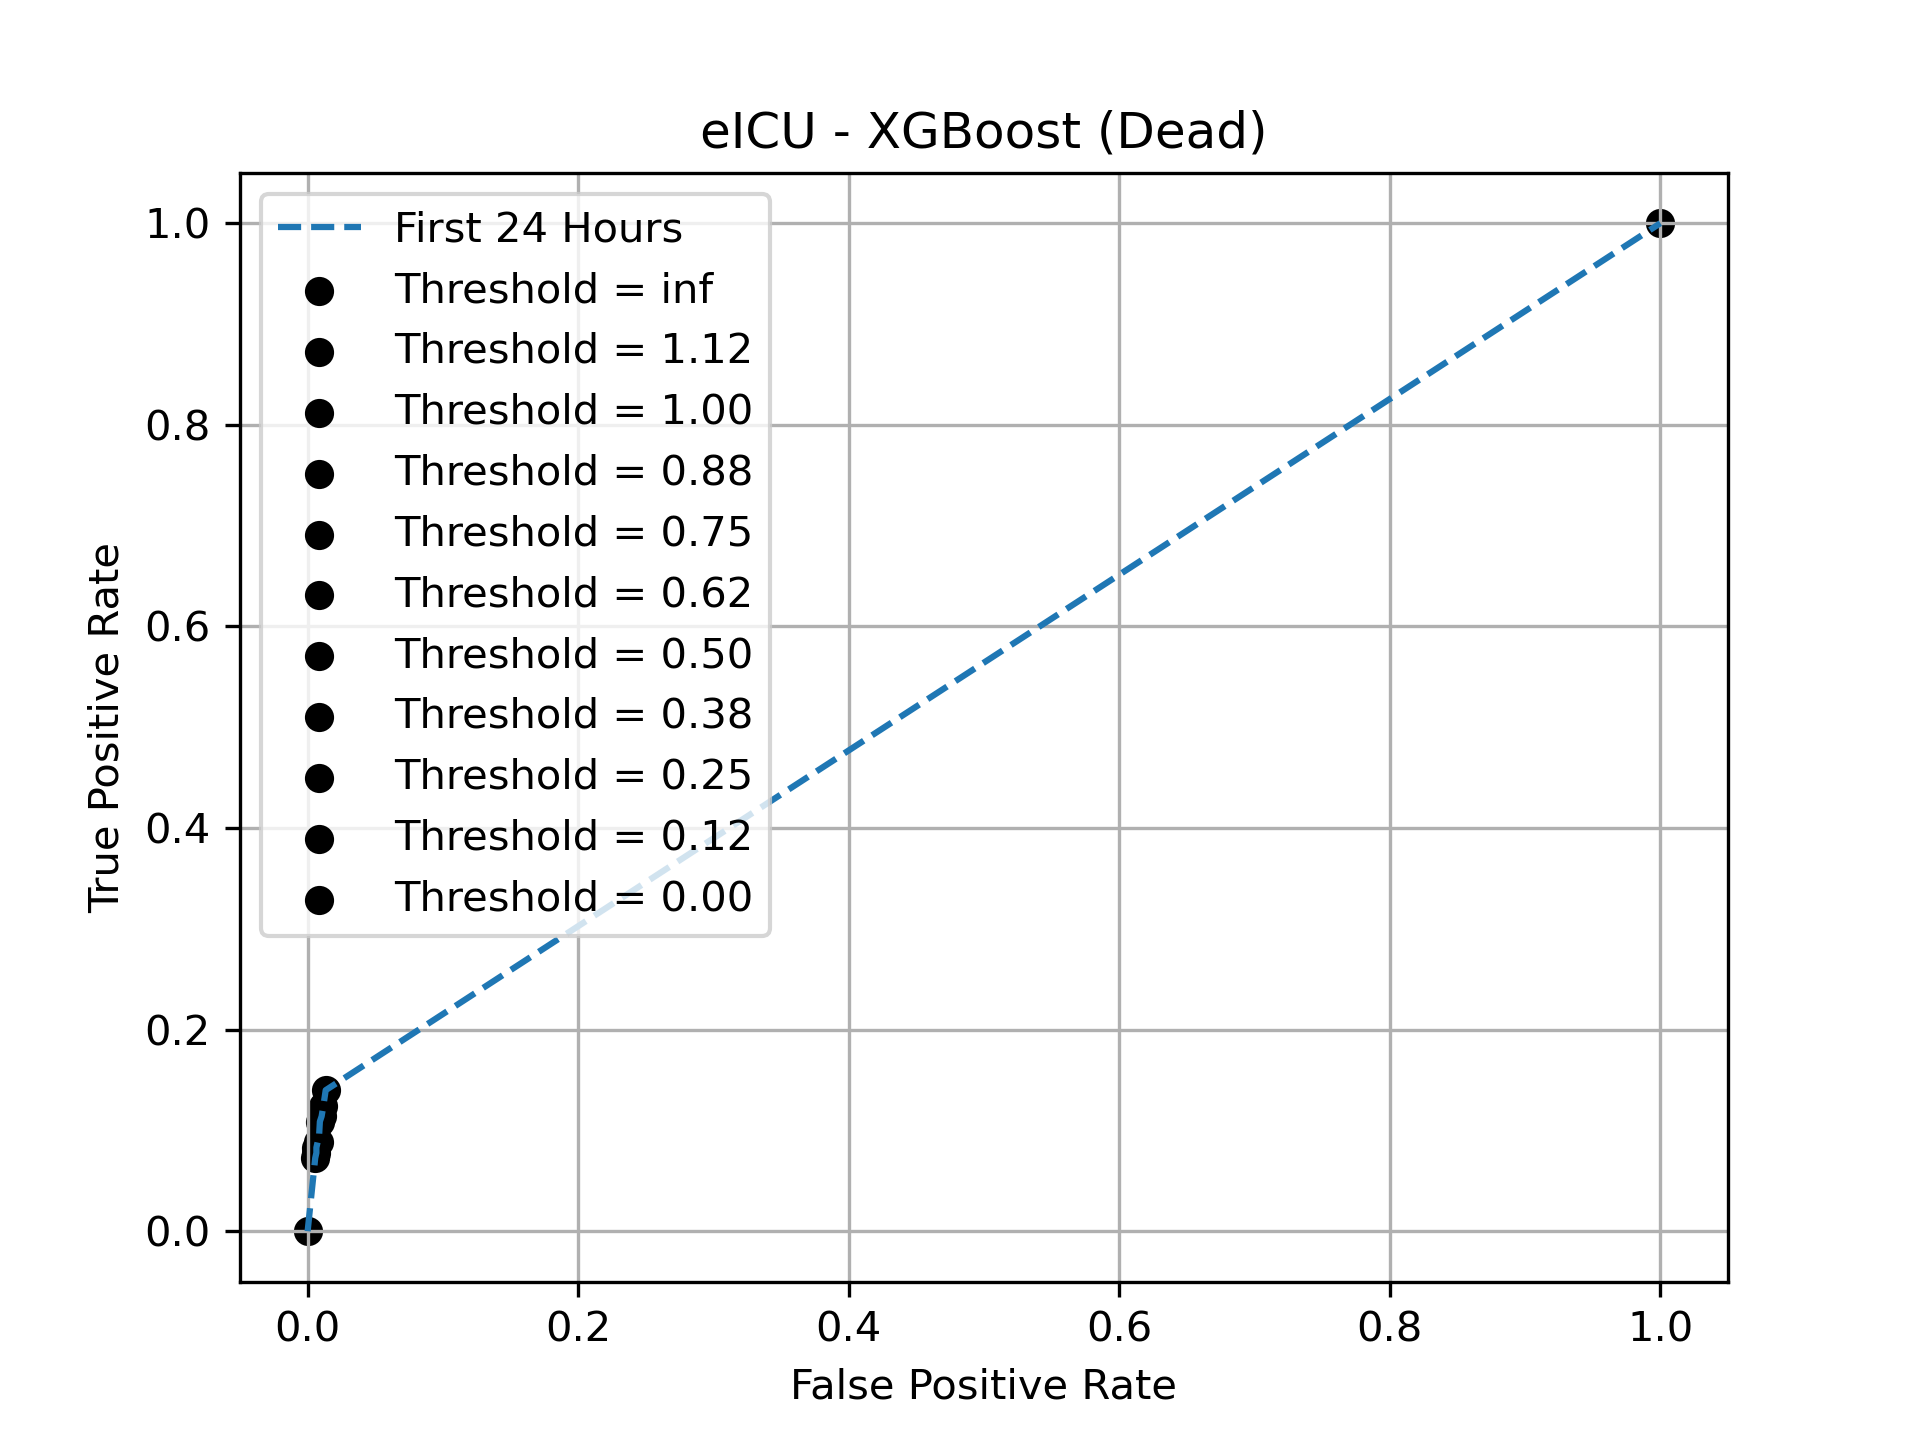 eICU - XGBoost (Dead)
First 24 Hours
Threshold = inf
Threshold = 1.12
Threshold = 1.00
Threshold = 0.88
Threshold = 0.75
Threshold = 0.62
Threshold = 0.50
Threshold = 0.38
Threshold = 0.25
Threshold = 0.12
Threshold = 0.00
True Positive Rate
1.0
0.8
0.6
0.4
0.2
0.0
0.0 0.2 0.4 0.6 0.8 1.0
False Positive Rate